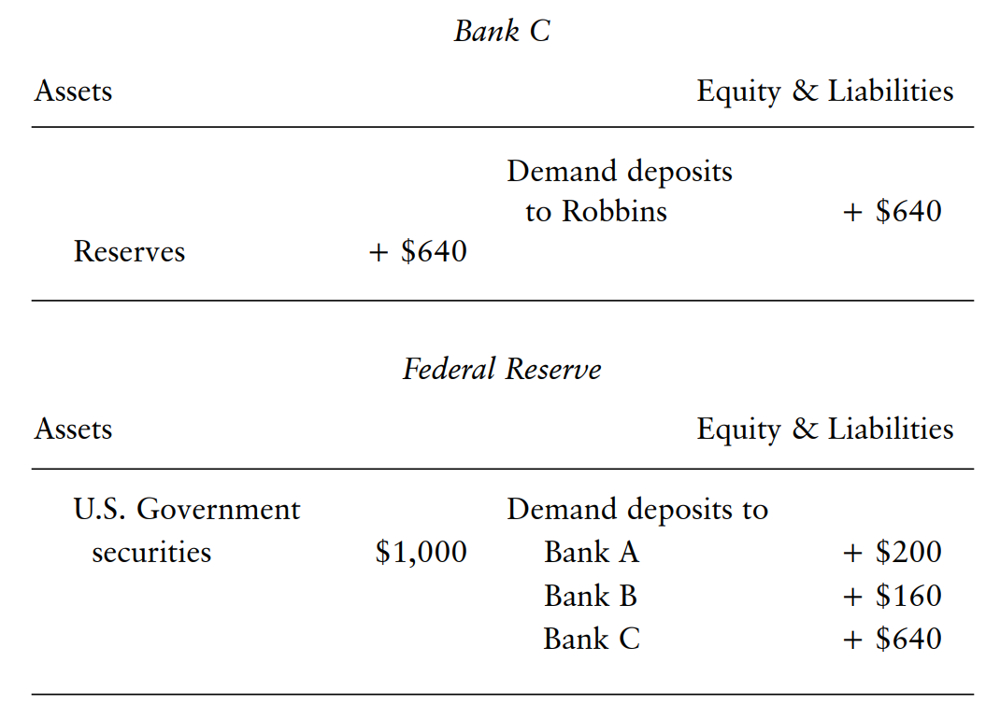 Bank C
Assets Equity & Liabilities
Demand deposits
to Robbins + $640
Reserves + $640
Federal Reserve
Assets Equity & Liabilities
U.S. Government Demand deposits to
securities $1,000 Bank A + $200
Bank B + $160
Bank C + $640